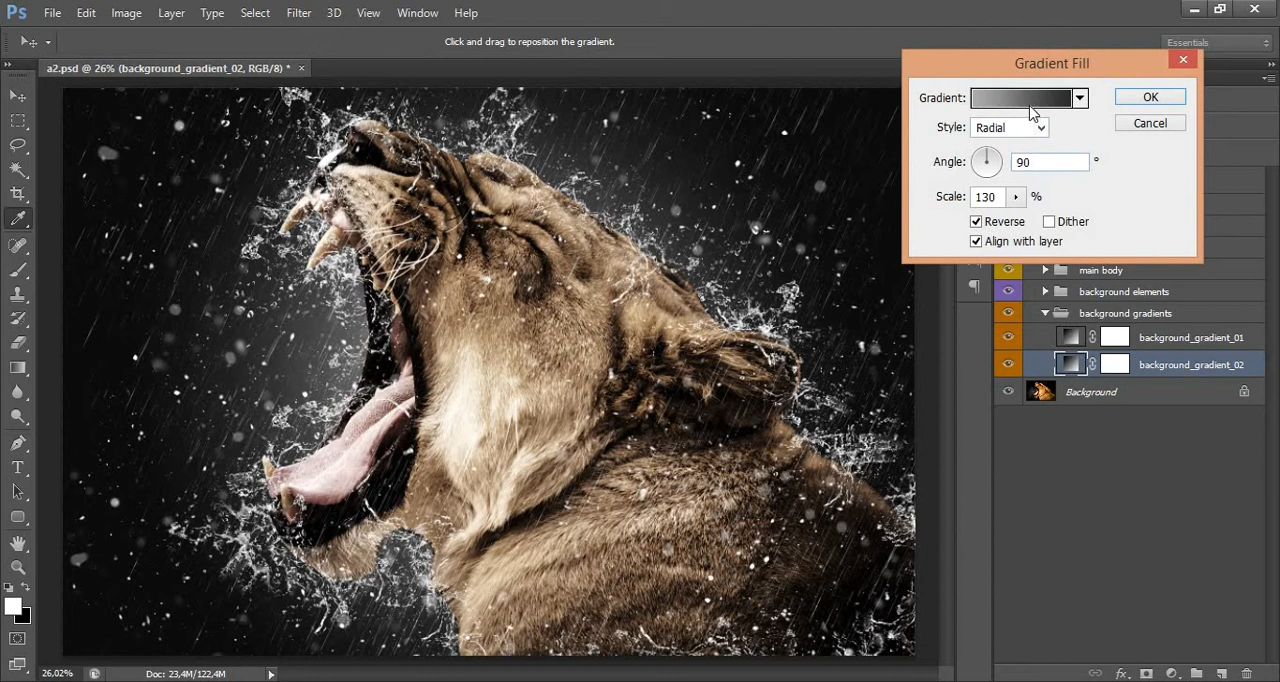 Ps File Edit Image Layer Type Select Filter 3D View Window Help
Click and drag to reposition the gradient.
Essentials
a2.psd @ 26% (background_gradient_02, RGB/8) * ×
Gradient Fill
Gradient:
OK
Style: Radial
Cancel
Angle: 90 °
Scale: 130 %
Reverse Dither
Align with layer
main body
background elements
background gradients
background_gradient_01
background_gradient_02
Background
26,02% Doc: 23,4M/122,4M